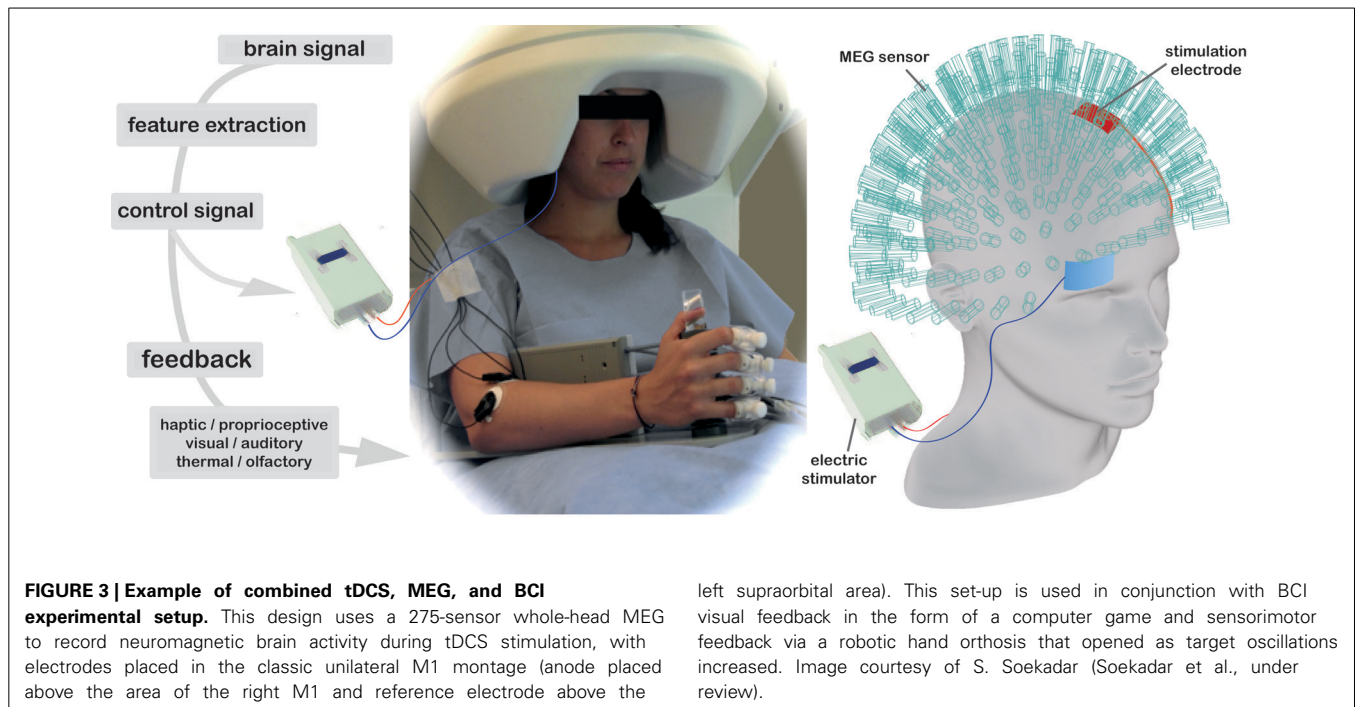 brain signal
feature extraction
control signal
feedback
haptic / proprioceptive
visual / auditory
thermal / olfactory
MEG sensor
stimulation
electrode
electric
stimulator
FIGURE 3 | Example of combined tDCS, MEG, and BCI
experimental setup. This design uses a 275-sensor whole-head MEG
to record neuromagnetic brain activity during tDCS stimulation, with
electrodes placed in the classic unilateral M1 montage (anode placed
above the area of the right M1 and reference electrode above the
left supraorbital area). This set-up is used in conjunction with BCI
visual feedback in the form of a computer game and sensorimotor
feedback via a robotic hand orthosis that opened as target oscillations
increased. Image courtesy of S. Soekadar (Soekadar et al., under
review).